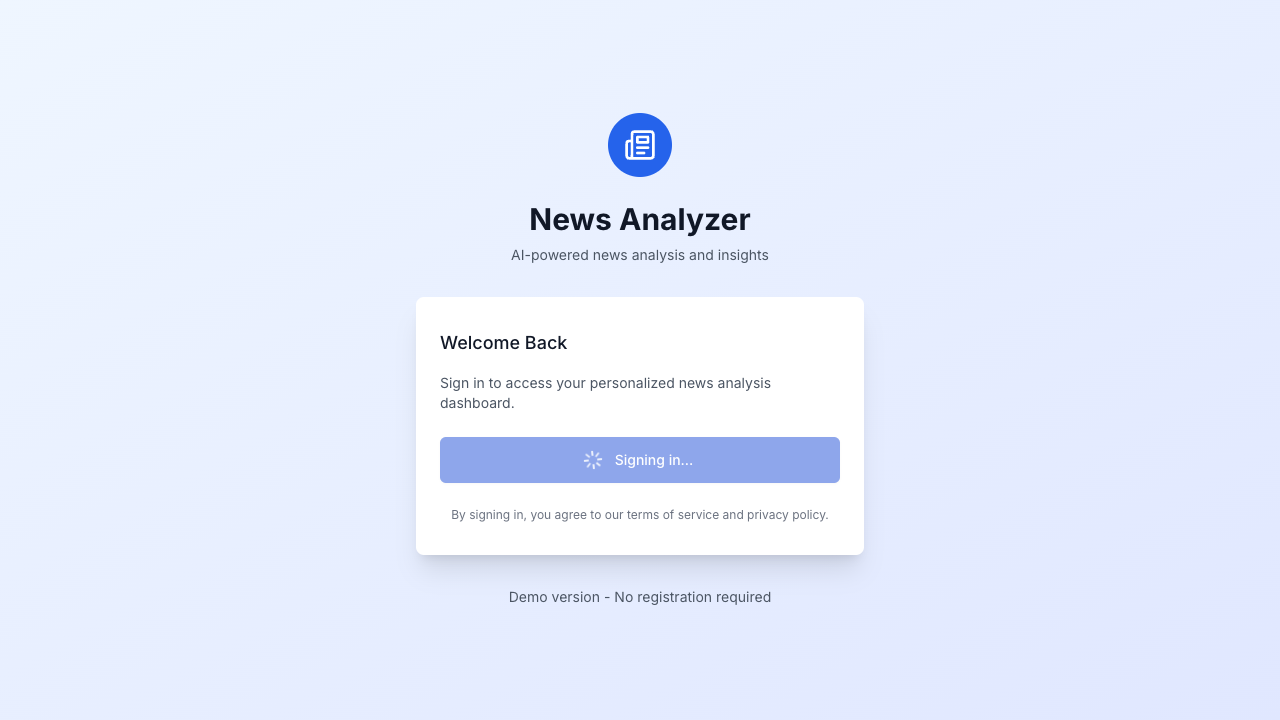 News Analyzer
AI-powered news analysis and insights
Welcome Back
Sign in to access your personalized news analysis
dashboard.
Signing in...
By signing in, you agree to our terms of service and privacy policy.
Demo version - No registration required